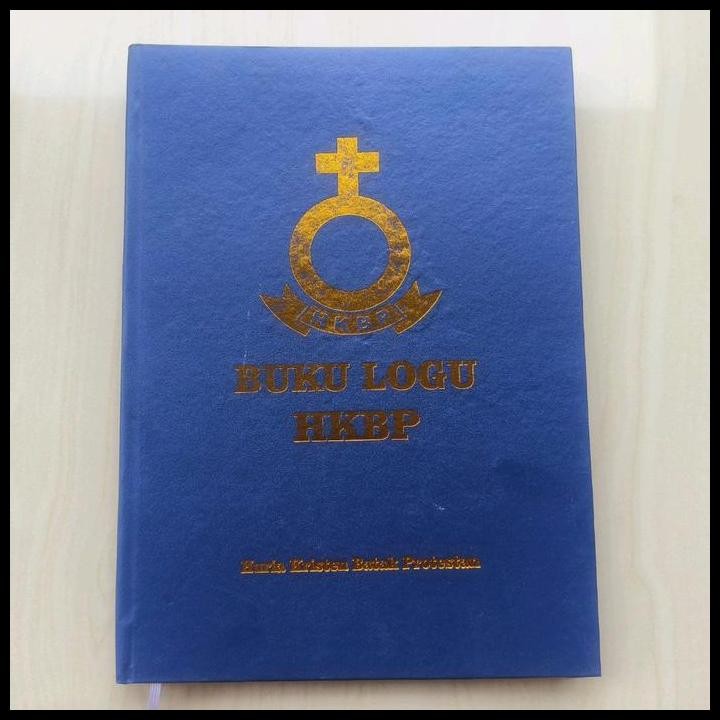 HKBP
BUKU LOGU
HKBP
Huria Kristen Batak Protestan